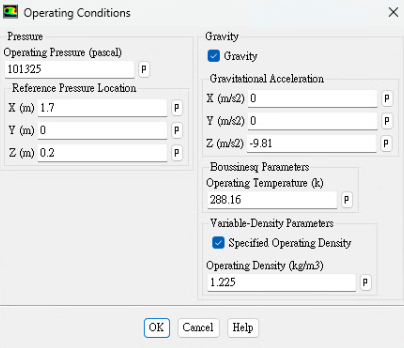 Operating Conditions
Pressure
Operating Pressure (pascal)
101325 P
Reference Pressure Location
X (m) 1.7 P
Y (m) 0 P
Z (m) 0.2 P
Gravity
Gravity
Gravitational Acceleration
X (m/s2) 0 P
Y (m/s2) 0 P
Z (m/s2) -9.81 P
Boussinesq Parameters
Operating Temperature (k)
288.16 P
Variable-Density Parameters
Specified Operating Density
Operating Density (kg/m3)
1.225 P
OK Cancel Help